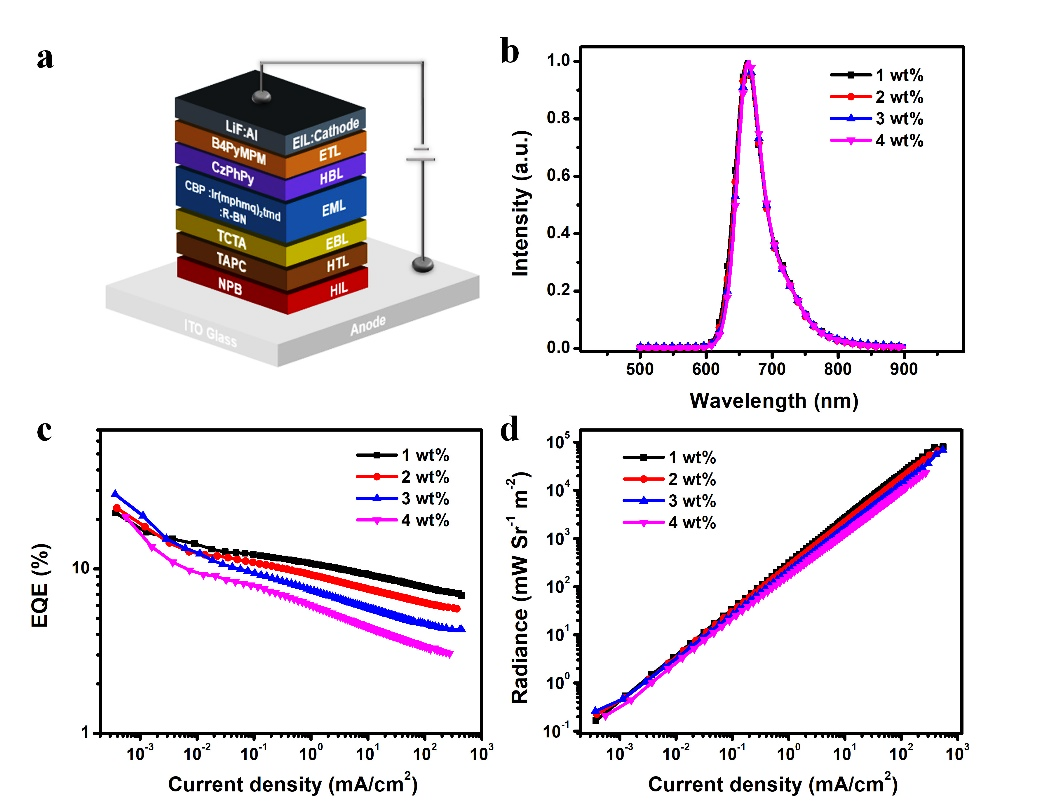 a
LiF:Al
EIL:Cathode
B4PyMPM
ETL
CzPhPy
HBL
CBP :Ir(mphmq)2tmd
:R-BN
EML
TCTA
EBL
TAPC
HTL
NPB
HIL
ITO Glass
Anode
b
1.0
0.8
0.6
0.4
0.2
0.0
Intensity (a.u.)
1 wt%
2 wt%
3 wt%
4 wt%
500 600 700 800 900
Wavelength (nm)
c
10
1
EQE (%)
1 wt%
2 wt%
3 wt%
4 wt%
10⁻³ 10⁻² 10⁻¹ 10⁰ 10¹ 10² 10³
Current density (mA/cm²)
d
10⁵
10⁴
10³
10²
10¹
10⁰
10⁻¹
Radiance (mW Sr⁻¹ m⁻²)
1 wt%
2 wt%
3 wt%
4 wt%
10⁻³ 10⁻² 10⁻¹ 10⁰ 10¹ 10² 10³
Current density (mA/cm²)